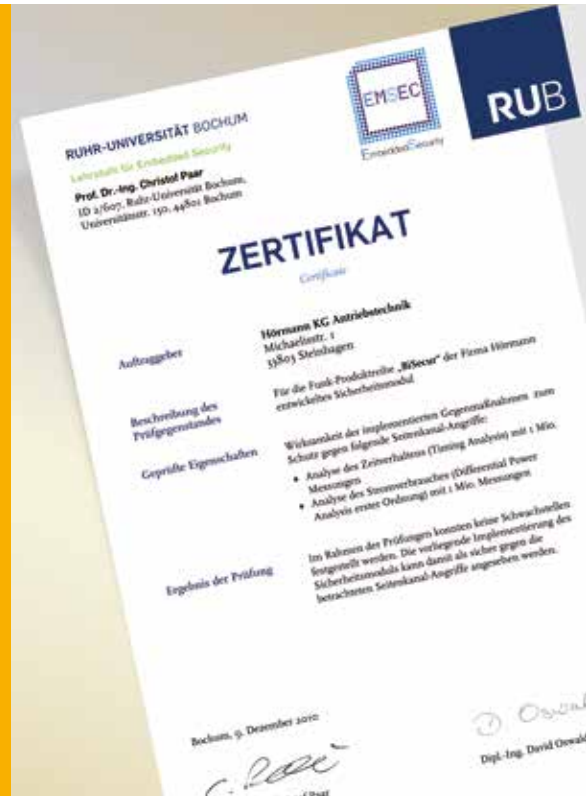 RUHR-UNIVERSITÄT BOCHUM
Lehrstuhl für Embedded Security
Prof. Dr.-Ing. Christof Paar
ID 2/607, Ruhr-Universität Bochum,
Universitätsstr. 150, 44801 Bochum
EMSEC
EmbeddedSecurity
RUB
ZERTIFIKAT
Certificate
Auftraggeber
Hörmann KG Antriebstechnik
Michaelisstr. 1
33803 Steinhagen
Beschreibung des
Prüfgegenstandes
Für die Funk-Produktreihe „BiSecur" der Firma Hörmann
entwickeltes Sicherheitsmodul
Geprüfte Eigenschaften
Wirksamkeit der implementierten Gegenmaßnahmen zum
Schutz gegen folgende Seitenkanal-Angriffe:
• Analyse des Zeitverhaltens (Timing Analysis) mit 1 Mio.
Messungen
• Analyse des Stromverbrauches (Differential Power
Analysis erster Ordnung) mit 1 Mio. Messungen
Ergebnis der Prüfung
Im Rahmen der Prüfungen konnten keine Schwachstellen
festgestellt werden. Die vorliegende Implementierung des
Sicherheitsmoduls kann damit als sicher gegen die
betrachteten Seitenkanal-Angriffe angesehen werden.
Bochum, 9. Dezember 2010
Dipl.-Ing. David Oswald
Paar